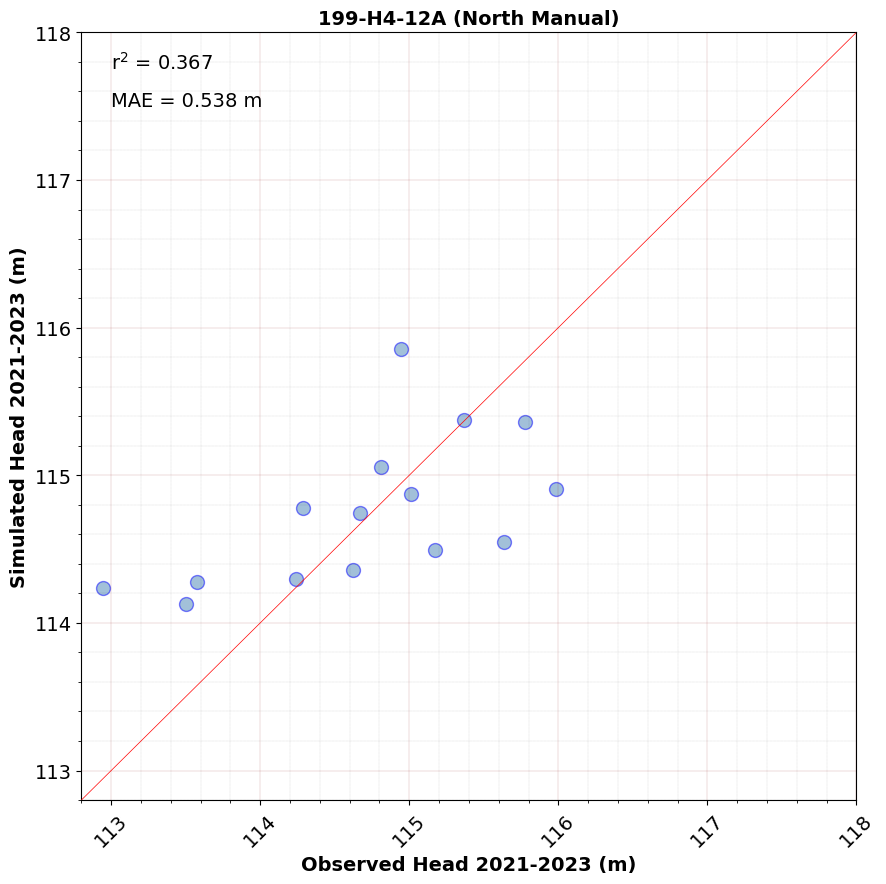 199-H4-12A (North Manual)
r² = 0.367
MAE = 0.538 m
118
117
116
115
114
113
Simulated Head 2021-2023 (m)
113
114
115
116
117
118
Observed Head 2021-2023 (m)